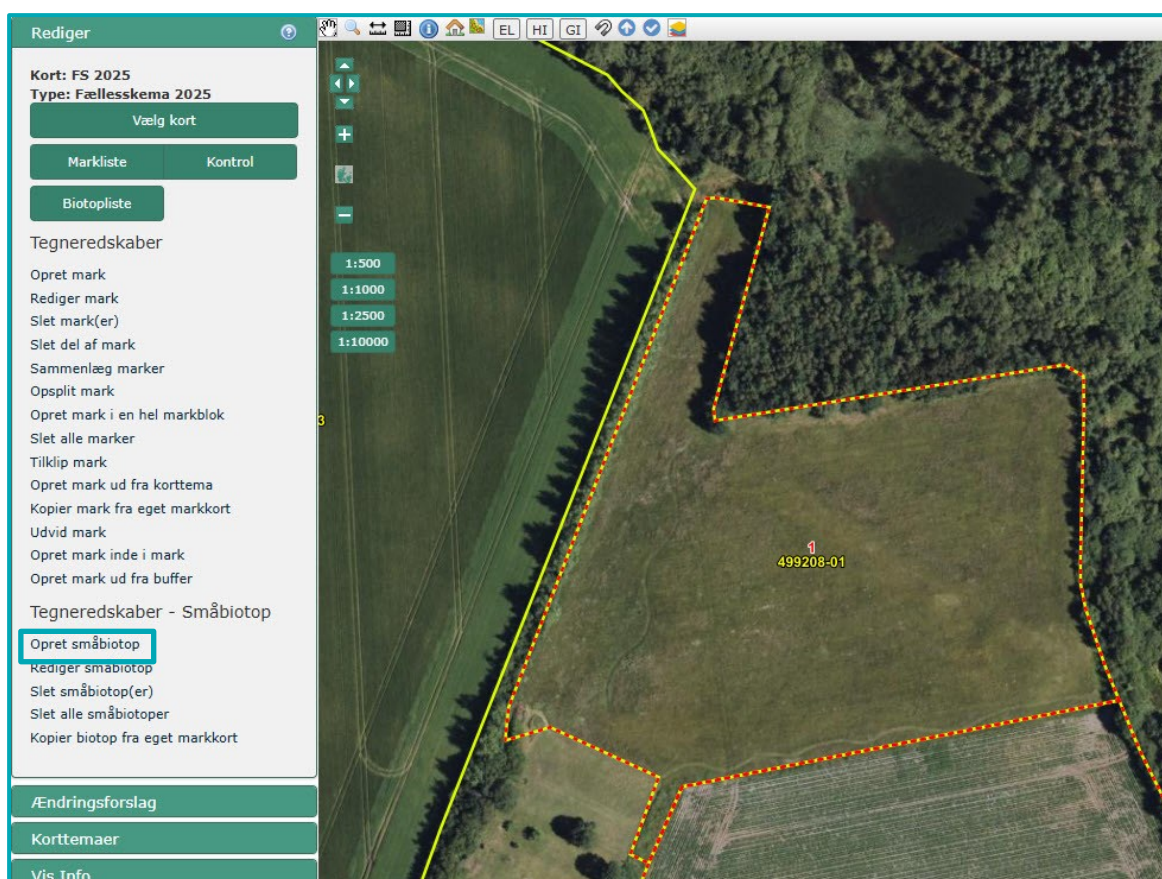 Rediger
EL HI GI
Kort: FS 2025
Type: Fællesskema 2025
Vælg kort
Markliste Kontrol
Biotopliste
Tegneredskaber
Opret mark
Rediger mark
Slet mark(er)
Slet del af mark
Sammenlæg marker
Opsplit mark
Opret mark i en hel markblok
Slet alle marker
Tilklip mark
Opret mark ud fra korttema
Kopier mark fra eget markkort
Udvid mark
Opret mark inde i mark
Opret mark ud fra buffer
Tegneredskaber - Småbiotop
Opret småbiotop
Rediger småbiotop
Slet småbiotop(er)
Slet alle småbiotoper
Kopier biotop fra eget markkort
Ændringsforslag
Korttemaer
Vis Info
1:500
1:1000
1:2500
1:10000
3
1
499208-01